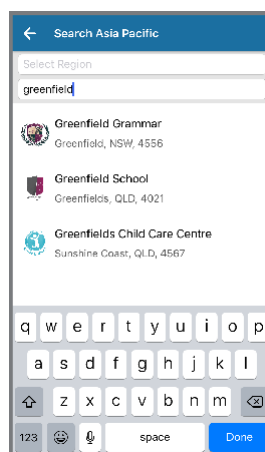 Search Asia Pacific
Select Region
greenfield
Greenfield Grammar
Greenfield, NSW, 4556
Greenfield School
Greenfields, QLD, 4021
Greenfields Child Care Centre
Sunshine Coast, QLD, 4567
q w e r t y u i o p
a s d f g h j k l
z x c v b n m
123 space Done